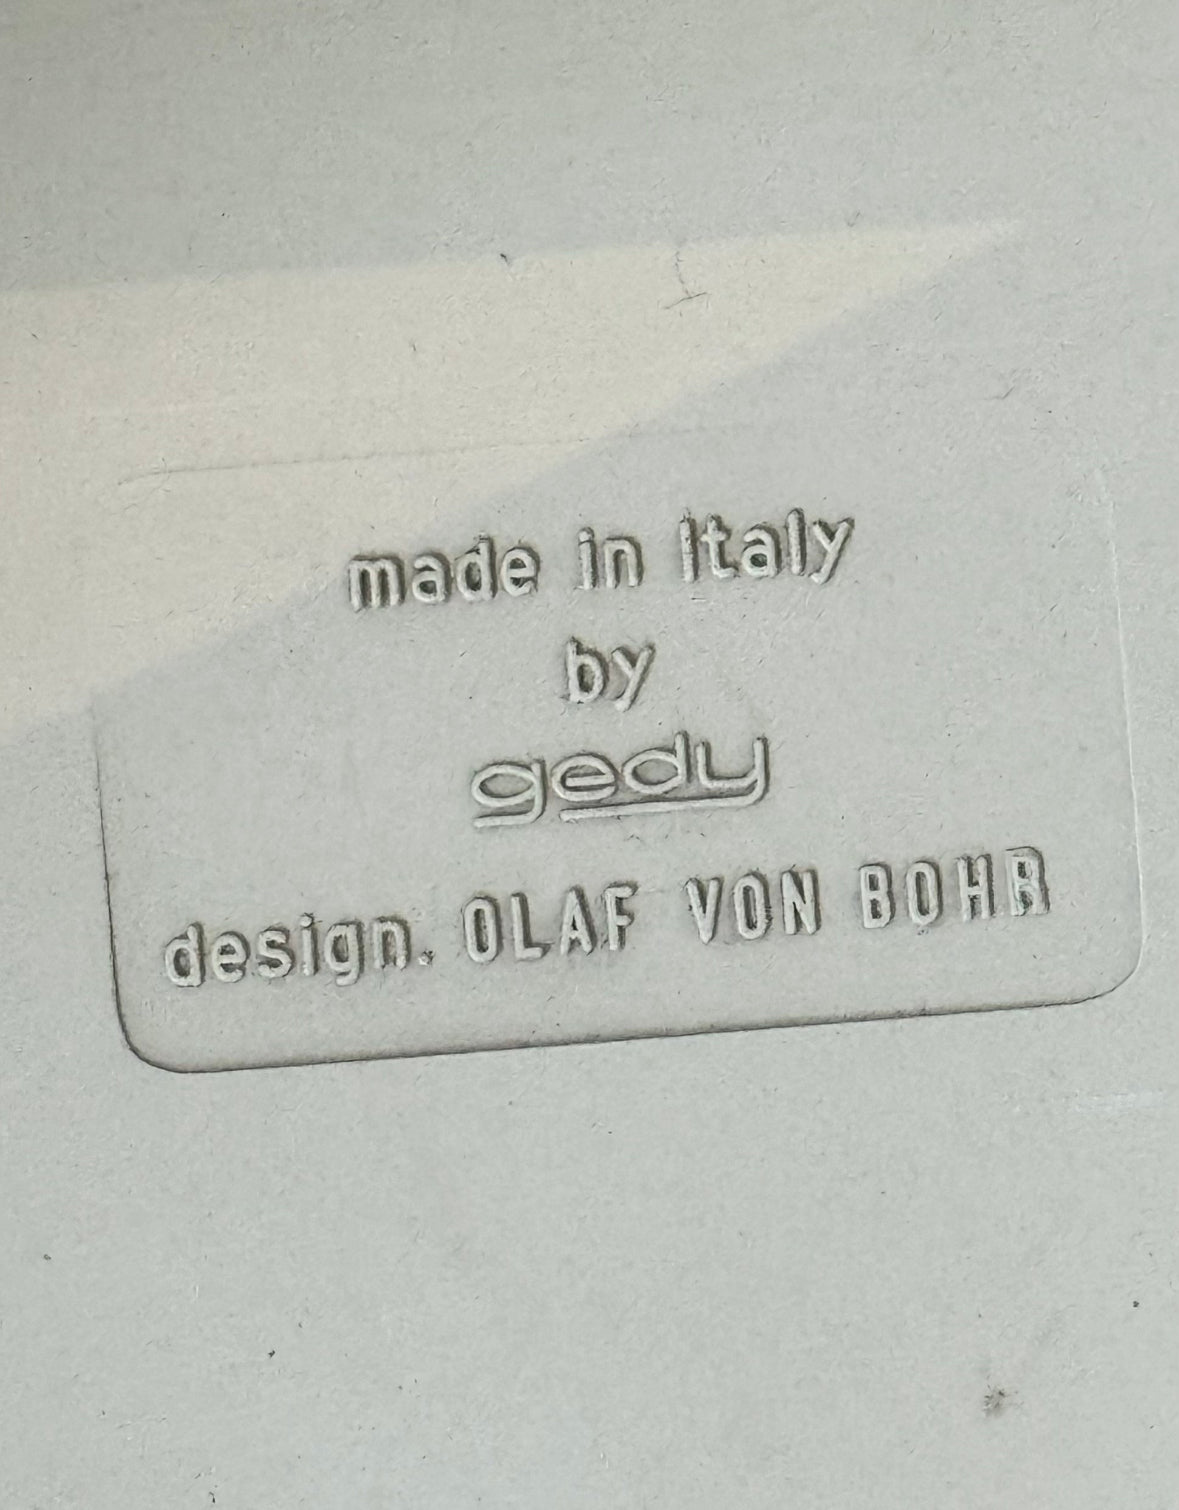 made in Italy
by
gedy
design. OLAF VON BOHR